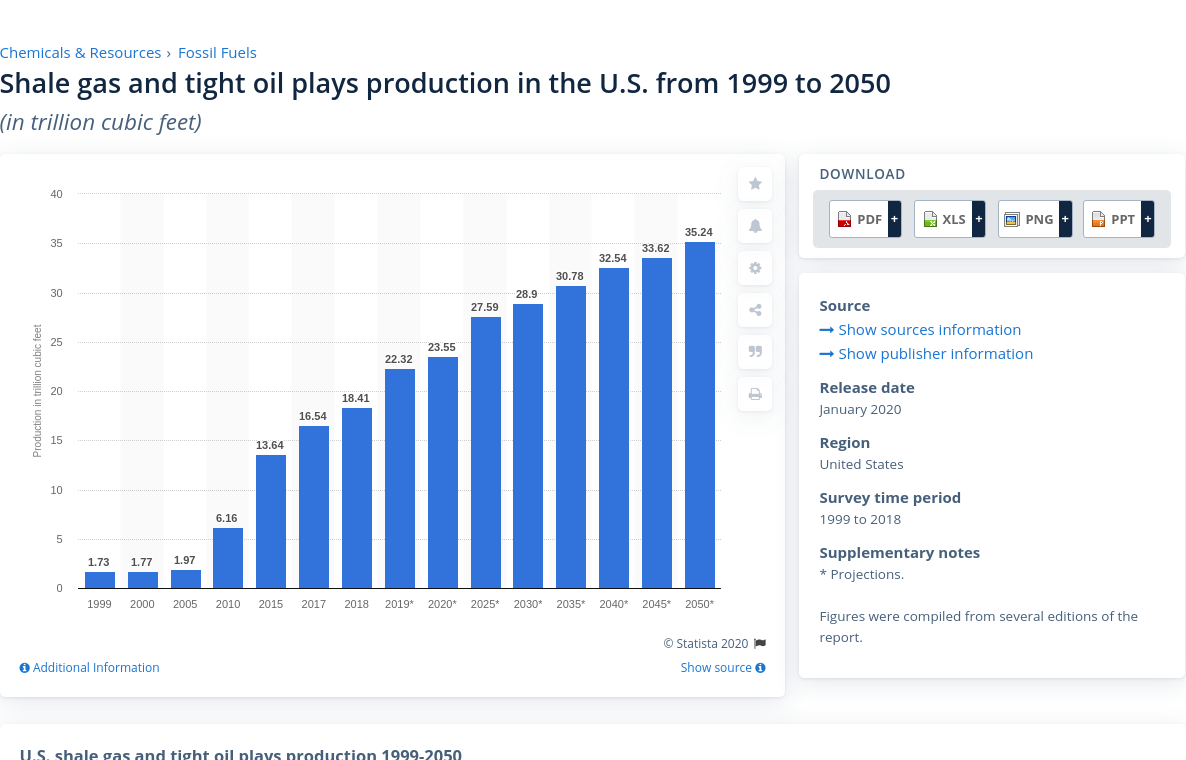 Chemicals & Resources › Fossil Fuels
Shale gas and tight oil plays production in the U.S. from 1999 to 2050
(in trillion cubic feet)
Production in trillion cubic feet
40
35
30
25
20
15
10
5
0
1.73
1.77
1.97
6.16
13.64
16.54
18.41
22.32
23.55
27.59
28.9
30.78
32.54
33.62
35.24
1999 2000 2005 2010 2015 2017 2018 2019* 2020* 2025* 2030* 2035* 2040* 2045* 2050*
© Statista 2020
Additional Information
Show source
DOWNLOAD
PDF + XLS + PNG + PPT +
Source
Show sources information
Show publisher information
Release date
January 2020
Region
United States
Survey time period
1999 to 2018
Supplementary notes
* Projections.
Figures were compiled from several editions of the
report.
U.S. shale gas and tight oil plays production 1999-2050